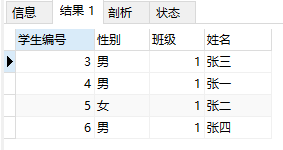 信息 结果 1 剖析 状态
学生编号 性别 班级 姓名
3 男 1 张三
4 男 1 张一
5 女 1 张二
6 男 1 张四